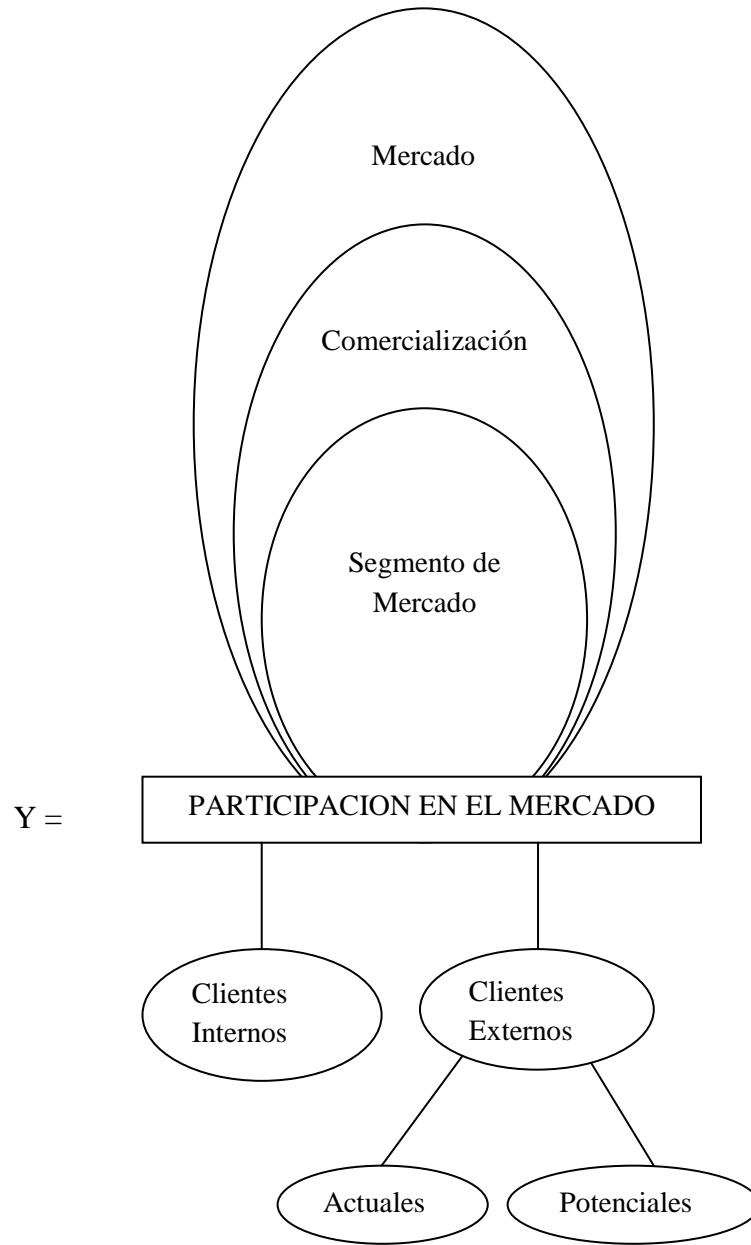 Mercado
Comercialización
Segmento de
Mercado
Y =
PARTICIPACION EN EL MERCADO
Clientes
Internos
Clientes
Externos
Actuales
Potenciales